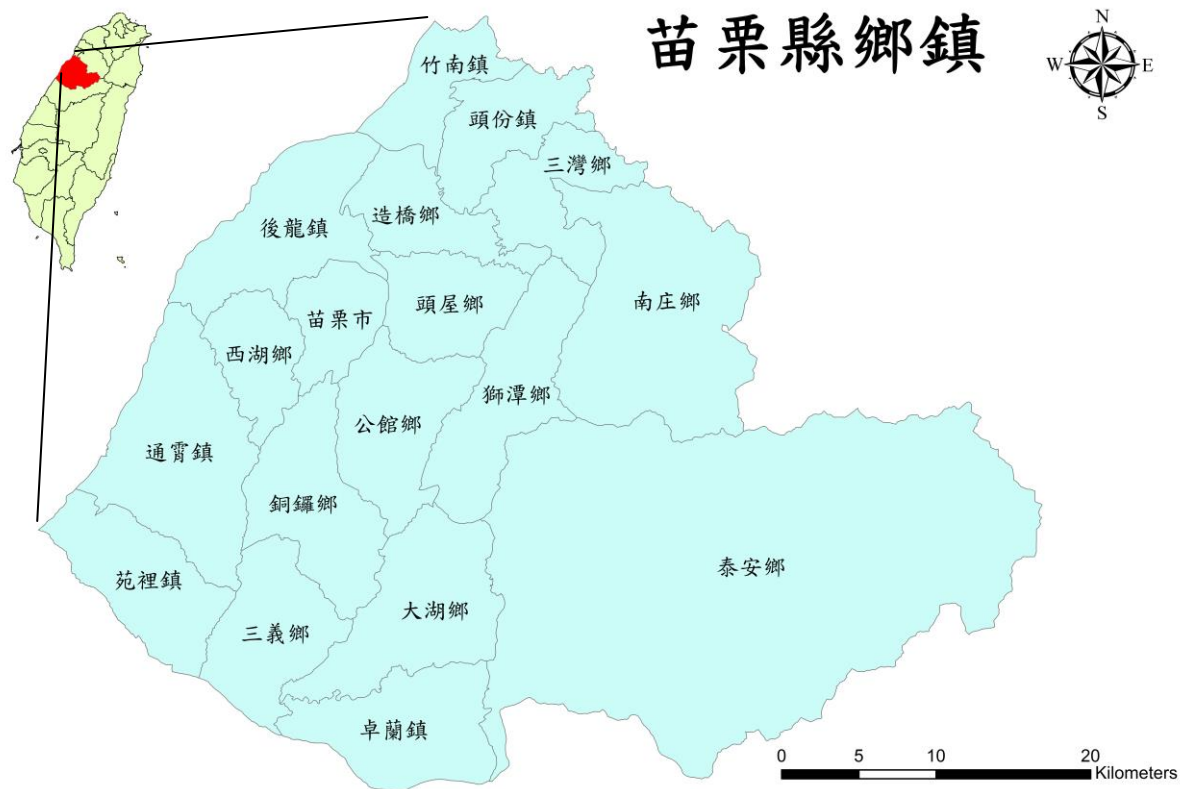 苗栗縣鄉鎮
N
W
E
S
竹南鎮
頭份鎮
三灣鄉
造橋鄉
後龍鎮
頭屋鄉
南庄鄉
苗栗市
西湖鄉
獅潭鄉
公館鄉
通霄鎮
銅鑼鄉
泰安鄉
苑裡鎮
大湖鄉
三義鄉
卓蘭鎮
0 5 10 20
Kilometers